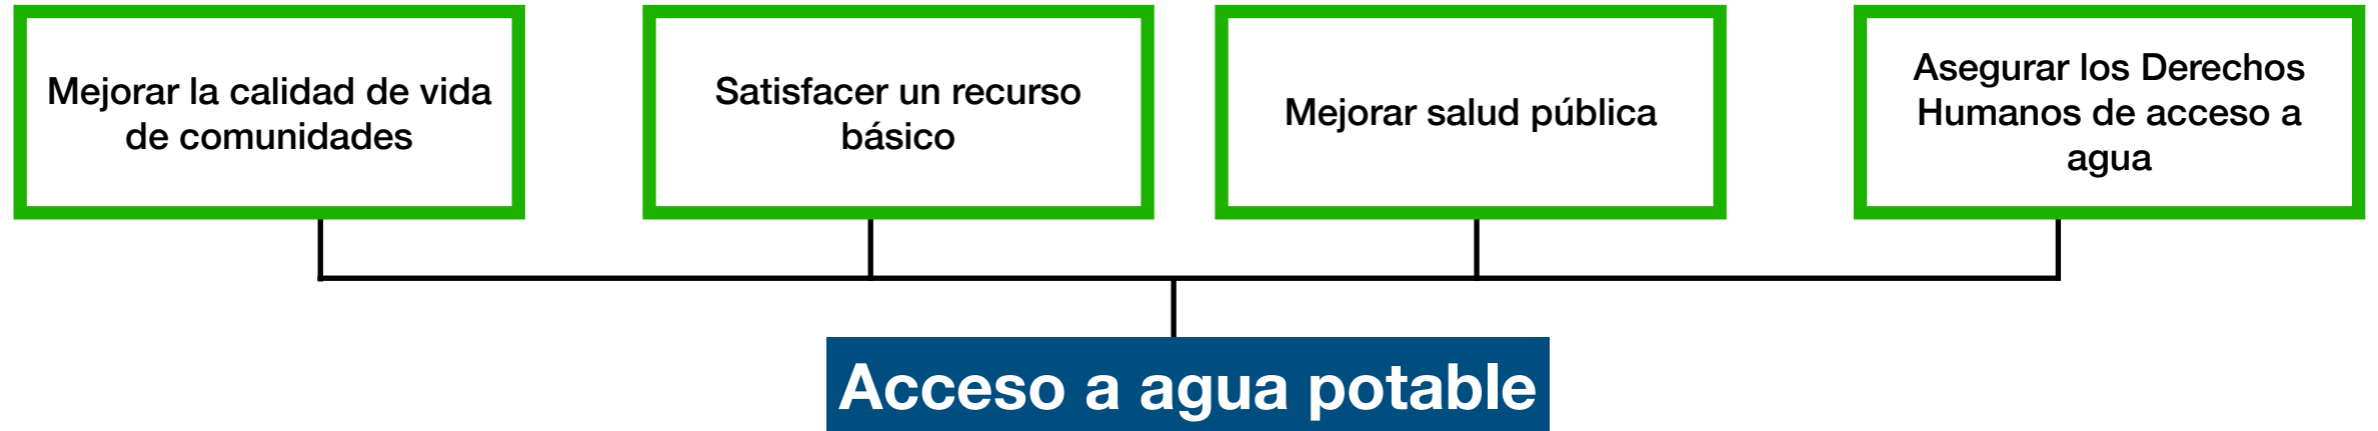 Mejorar la calidad de vida
de comunidades
Satisfacer un recurso
básico
Mejorar salud pública
Asegurar los Derechos
Humanos de acceso a
agua
Acceso a agua potable